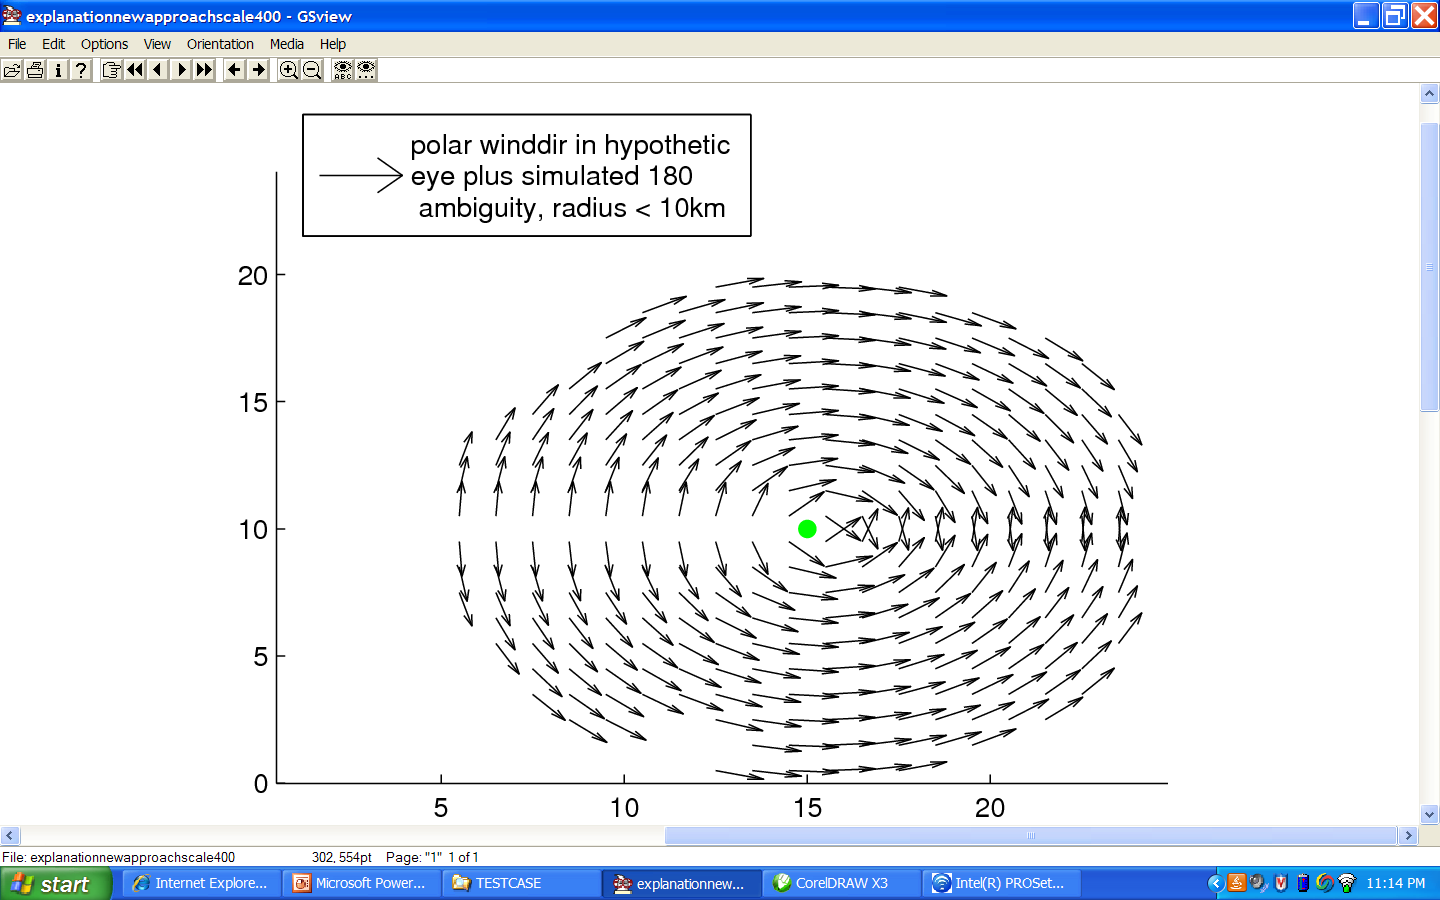 explanationnewapproachscale400 - GSview
File Edit Options View Orientation Media Help
polar winddir in hypothetic
eye plus simulated 180
ambiguity, radius < 10km
20
15
10
5
0
5 10 15 20
File: explanationnewapproachscale400 302, 554pt Page: "1" 1 of 1
start Internet Explore... Microsoft Power... TESTCASE explanationnew... CorelDRAW X3 Intel(R) PROSet... 11:14 PM